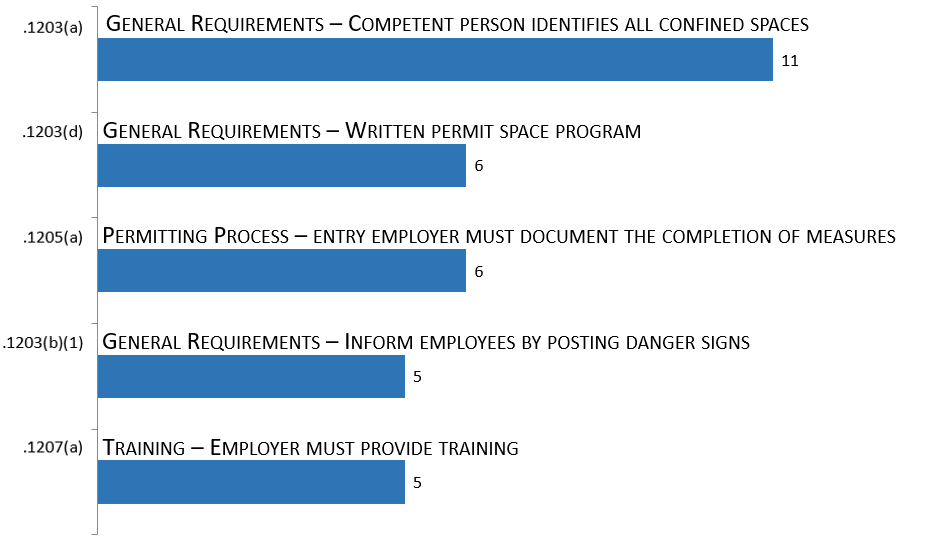 .1203(a) General Requirements – Competent person identifies all confined spaces
11
.1203(d) General Requirements – Written permit space program
6
.1205(a) Permitting Process – entry employer must document the completion of measures
6
.1203(b)(1) General Requirements – Inform employees by posting danger signs
5
.1207(a) Training – Employer must provide training
5